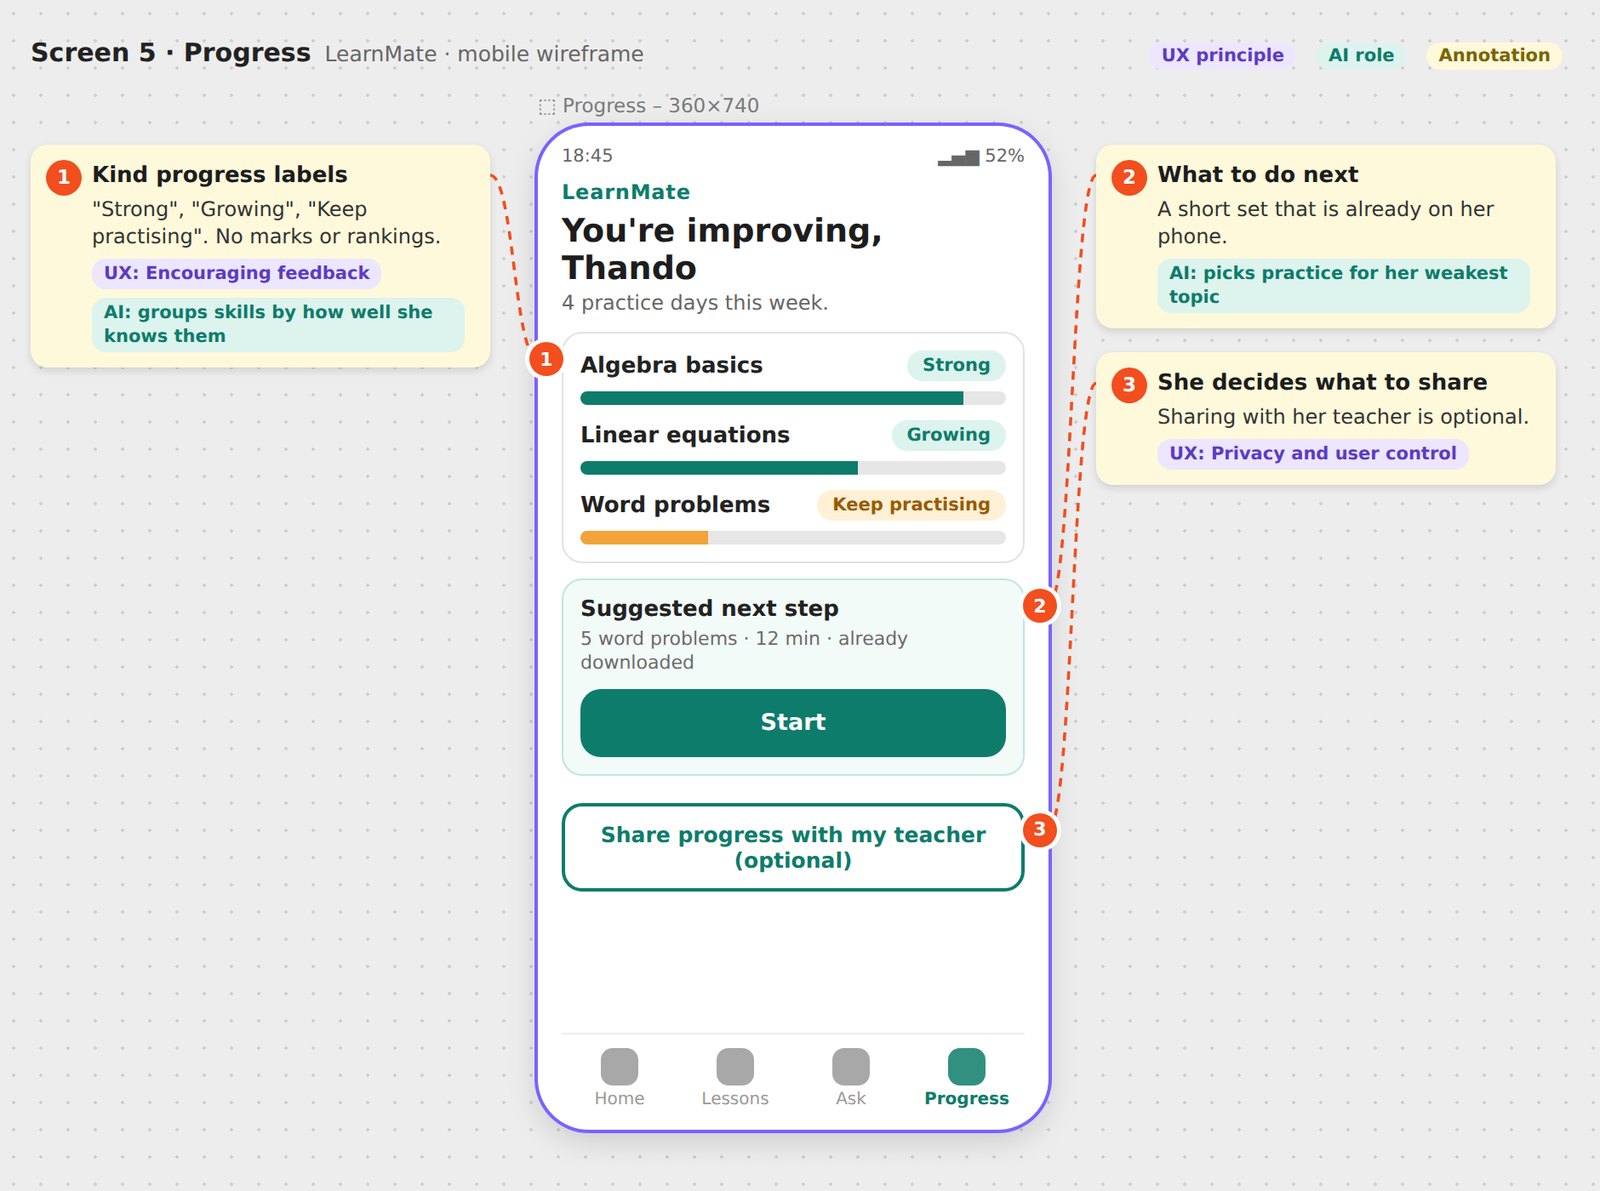 Screen 5 · Progress LearnMate · mobile wireframe
UX principle
AI role
Annotation
Progress – 360×740
1
Kind progress labels
"Strong", "Growing", "Keep
practising". No marks or rankings.
UX: Encouraging feedback
AI: groups skills by how well she
knows them
18:45
52%
LearnMate
You're improving,
Thando
4 practice days this week.
1
Algebra basics
Strong
Linear equations
Growing
Word problems
Keep practising
2
Suggested next step
5 word problems · 12 min · already
downloaded
Start
3
Share progress with my teacher
(optional)
Home
Lessons
Ask
Progress
2
What to do next
A short set that is already on her
phone.
AI: picks practice for her weakest
topic
3
She decides what to share
Sharing with her teacher is optional.
UX: Privacy and user control